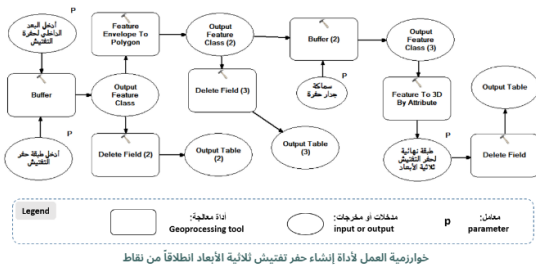 أدخل البعد
الداخلي لحفرة
التفتيش
P
Buffer
P
أدخل طبقة حفر
التفتيش
Feature
Envelope To
Polygon
Output
Feature
Class
Delete Field (2)
Output
Feature
Class (2)
Delete Field
(3)
Output Table
(2)
Output Table
(3)
Buffer (2)
P
سماكة
جدار حفرة
Output
Feature
Class (3)
Feature To 3D
By Attribute
P
طبقة نهائية
لحفر التفتيش
ثلاثية الأبعاد
Output Table
Delete Field
Legend
أداة معالجة:
Geoprocessing tool
مدخلات أو مخرجات:
input or output
P
معامل:
parameter
خوارزمية العمل لأداة إنشاء حفر تفتيش ثلاثية الأبعاد انطلاقاً من نقاط